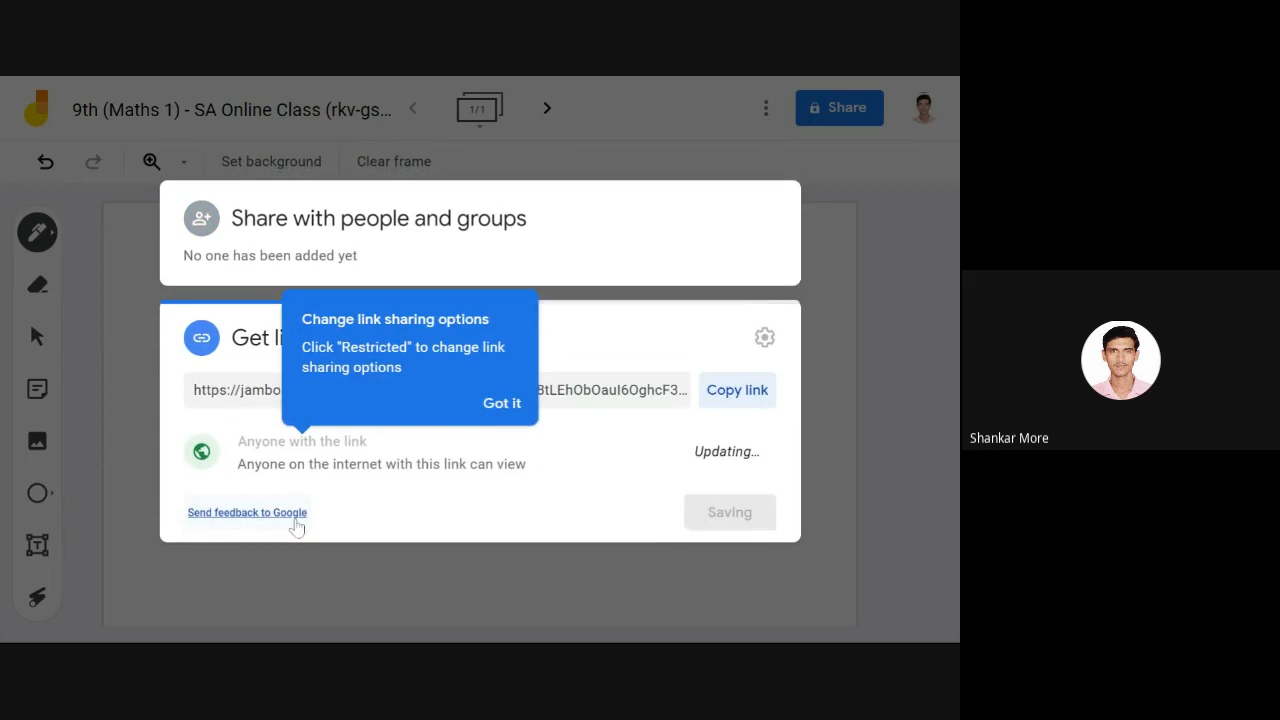 9th (Maths 1) - SA Online Class (rkv-gs...
1/1
Share
Set background
Clear frame
Share with people and groups
No one has been added yet
Change link sharing options
Click "Restricted" to change link
sharing options
Got it
Get li
https://jambo
BtLEhObOauI6OghcF3...
Copy link
Anyone with the link
Anyone on the internet with this link can view
Updating...
Send feedback to Google
Saving
Shankar More